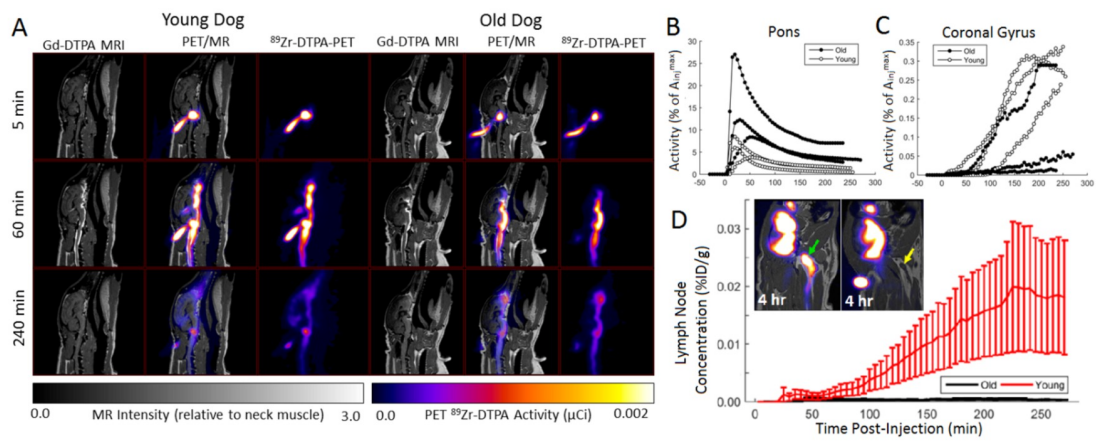 A
Young Dog
Old Dog
Gd-DTPA MRI
PET/MR
⁸⁹Zr-DTPA-PET
Gd-DTPA MRI
PET/MR
⁸⁹Zr-DTPA-PET
5 min
60 min
240 min
0.0
MR Intensity (relative to neck muscle)
3.0
0.0
PET ⁸⁹Zr-DTPA Activity (µCi)
0.002
B
Pons
Activity (% of Aᵢₙⱼᵐᵃˣ)
30
25
20
15
10
5
0
-50 0 50 100 150 200 250 300
Old
Young
C
Coronal Gyrus
Activity (% of Aᵢₙⱼᵐᵃˣ)
0.35
0.3
0.25
0.2
0.15
0.1
0.05
0
-50 0 50 100 150 200 250 300
Old
Young
D
Lymph Node
Concentration (%ID/g)
0.03
0.02
0.01
0.00
4 hr
4 hr
Old
Young
0 50 100 150 200 250
Time Post-Injection (min)